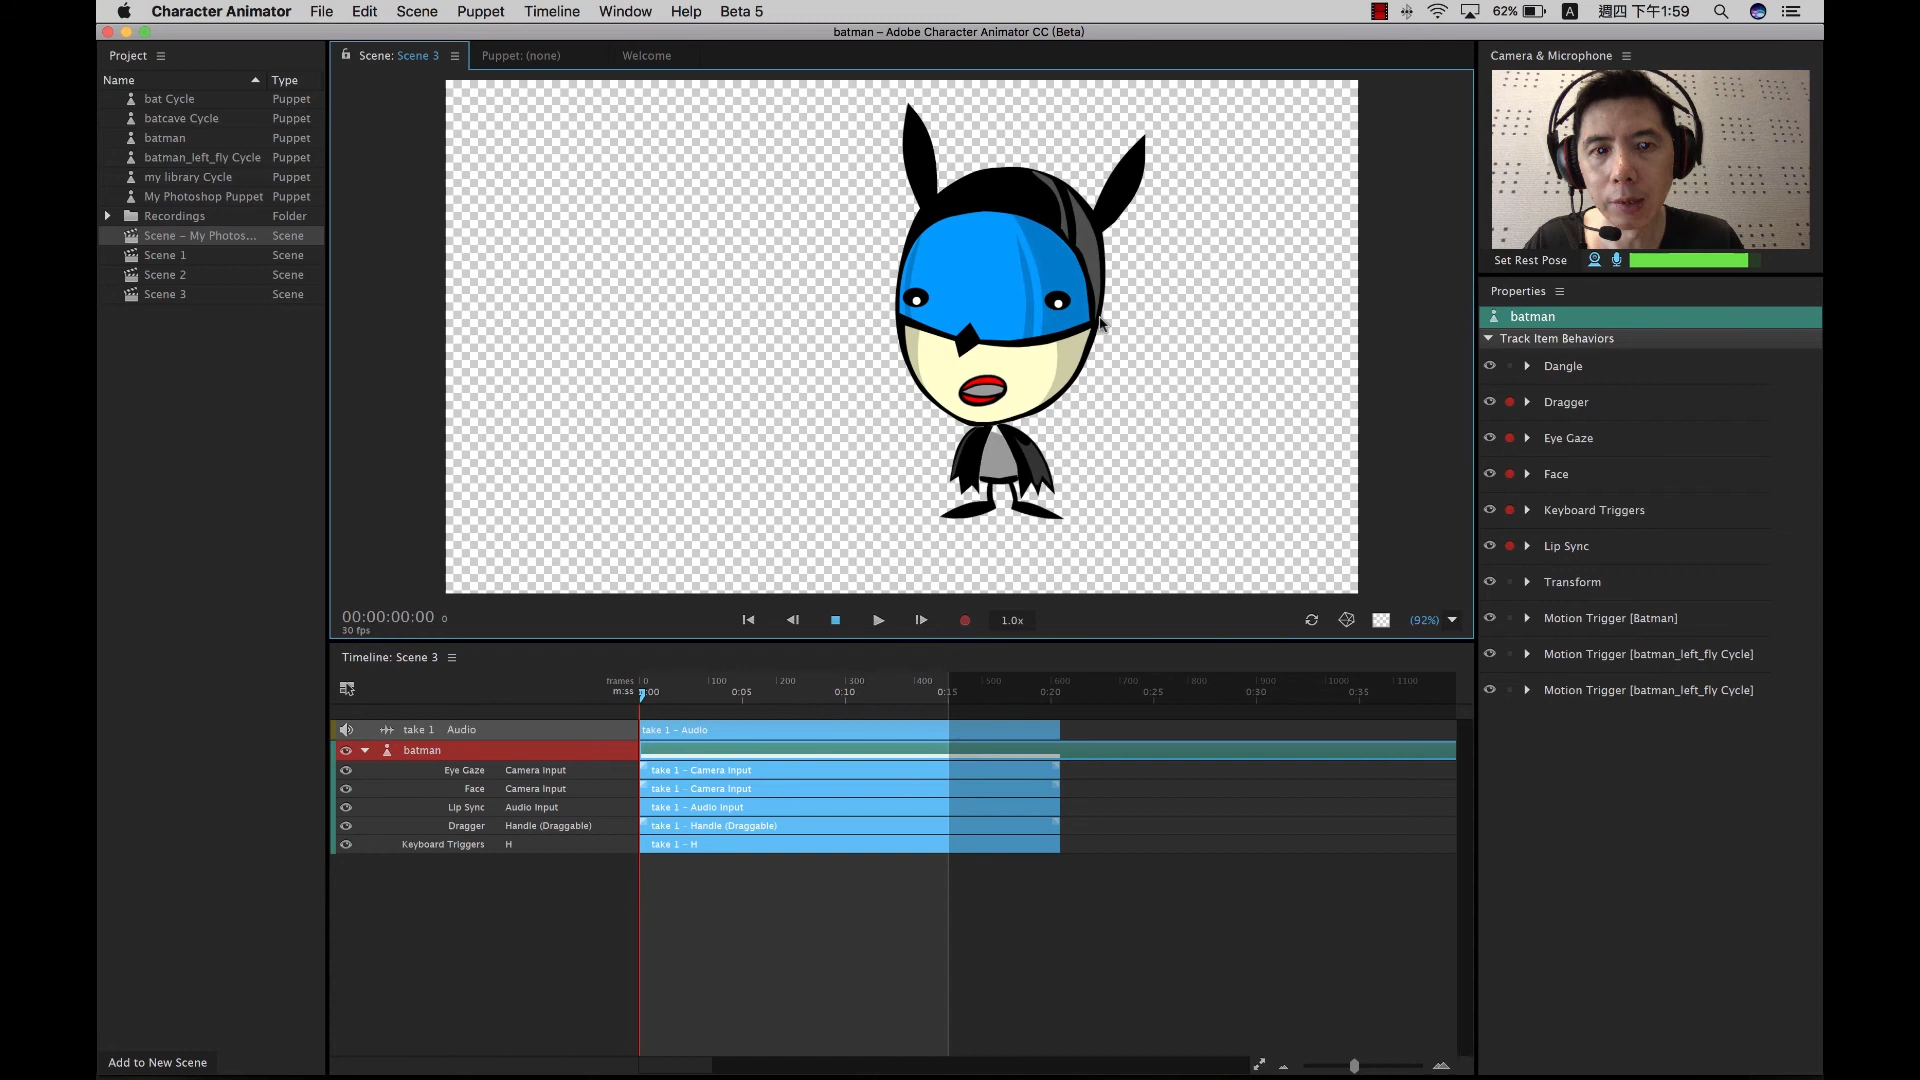 Character Animator File Edit Scene Puppet Timeline Window Help Beta 5 62% A 週四 下午1:59
batman – Adobe Character Animator CC (Beta)
Project
Name Type
bat Cycle Puppet
batcave Cycle Puppet
batman Puppet
batman_left_fly Cycle Puppet
my library Cycle Puppet
My Photoshop Puppet Puppet
Recordings Folder
Scene – My Photos... Scene
Scene 1 Scene
Scene 2 Scene
Scene 3 Scene
Add to New Scene
Scene: Scene 3 Puppet: (none) Welcome
00:00:00:00 0
30 fps
1.0x
(92%)
Timeline: Scene 3
frames 0 100 200 300 400 500 600 700 800 900 1000 1100
m:ss 0:00 0:05 0:10 0:15 0:20 0:25 0:30 0:35
take 1 Audio take 1 – Audio
batman
Eye Gaze Camera Input take 1 – Camera Input
Face Camera Input take 1 – Camera Input
Lip Sync Audio Input take 1 – Audio Input
Dragger Handle (Draggable) take 1 – Handle (Draggable)
Keyboard Triggers H take 1 – H
Camera & Microphone
Set Rest Pose
Properties
batman
Track Item Behaviors
Dangle
Dragger
Eye Gaze
Face
Keyboard Triggers
Lip Sync
Transform
Motion Trigger [Batman]
Motion Trigger [batman_left_fly Cycle]
Motion Trigger [batman_left_fly Cycle]